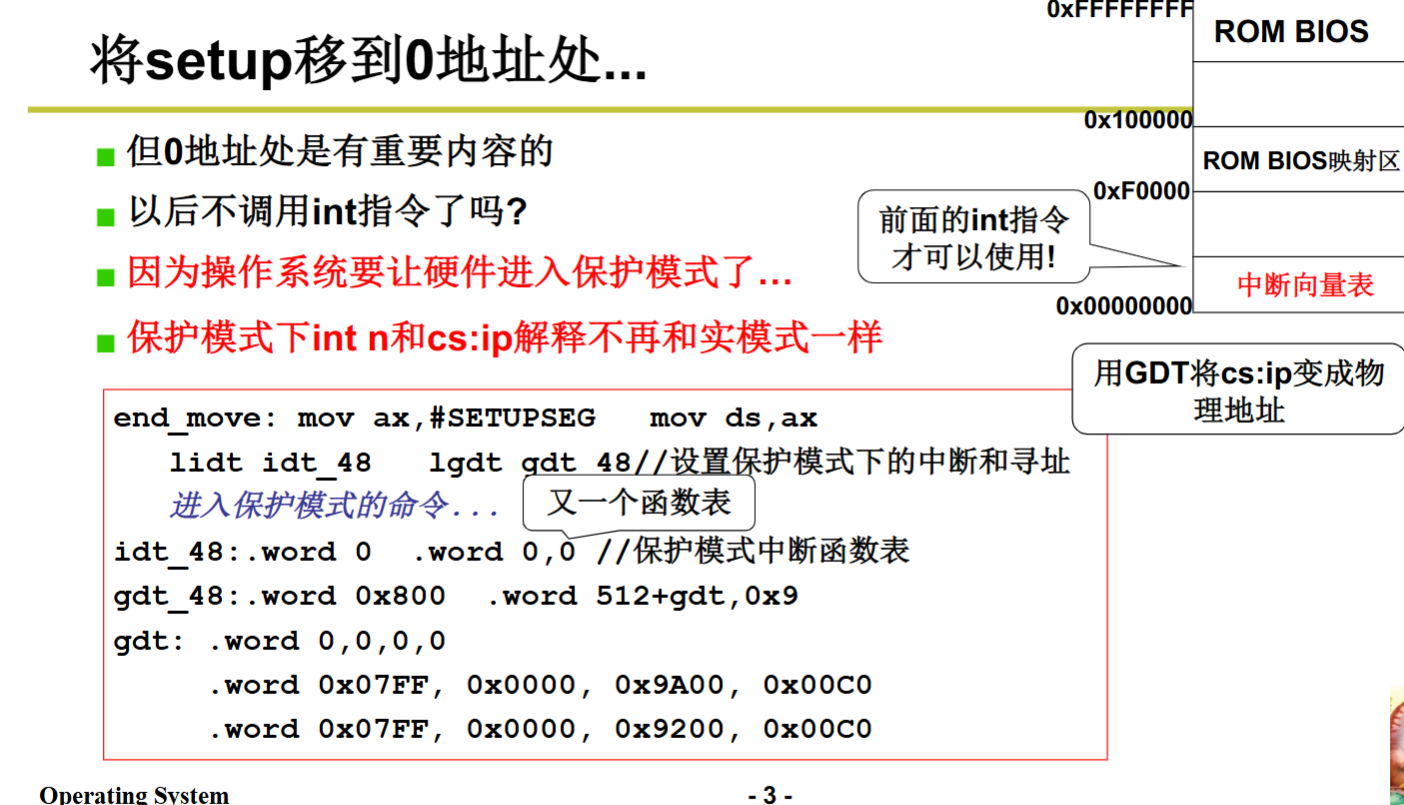 将setup移到0地址处...
但0地址处是有重要内容的
以后不调用int指令了吗?
因为操作系统要让硬件进入保护模式了...
保护模式下int n和cs:ip解释不再和实模式一样
0xFFFFFFFF
ROM BIOS
0x100000
ROM BIOS映射区
0xF0000
前面的int指令
才可以使用!
中断向量表
0x00000000
用GDT将cs:ip变成物
理地址
end_move: mov ax,#SETUPSEG mov ds,ax
lidt idt_48 lgdt gdt_48//设置保护模式下的中断和寻址
进入保护模式的命令...
又一个函数表
idt_48:.word 0 .word 0,0 //保护模式中断函数表
gdt_48:.word 0x800 .word 512+gdt,0x9
gdt: .word 0,0,0,0
.word 0x07FF, 0x0000, 0x9A00, 0x00C0
.word 0x07FF, 0x0000, 0x9200, 0x00C0
Operating System
- 3 -